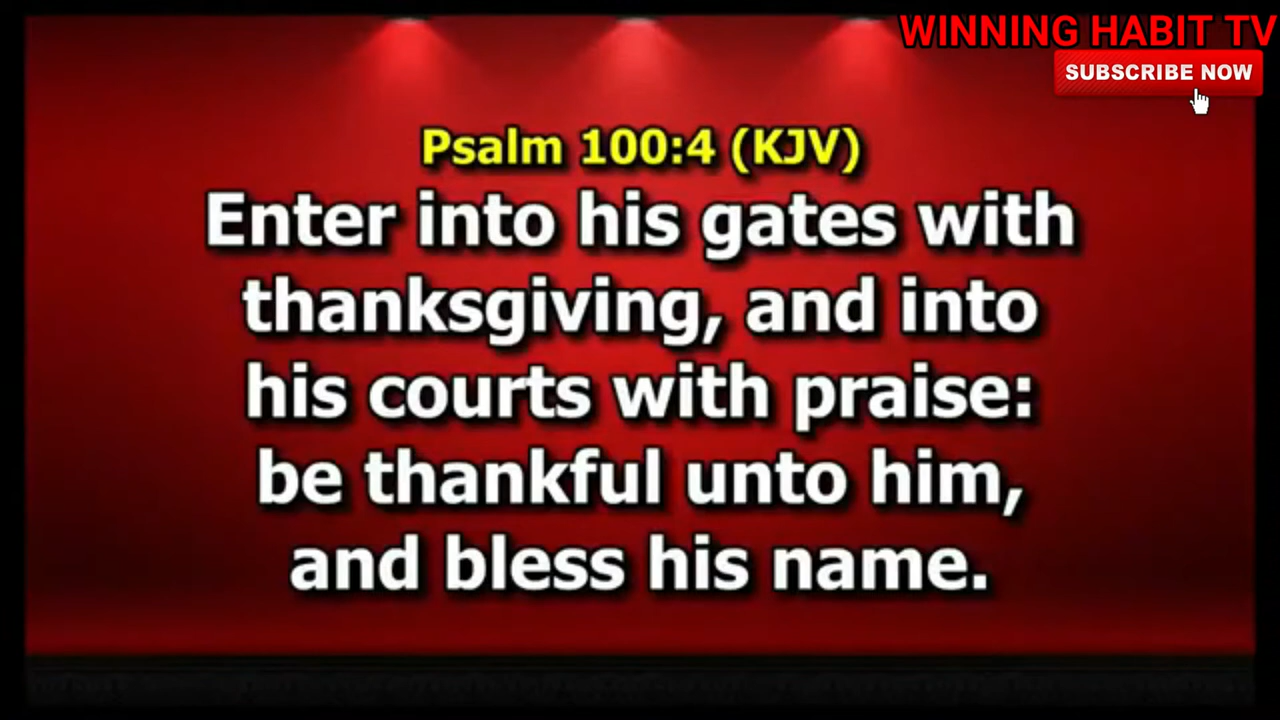 WINNING HABIT TV
SUBSCRIBE NOW
Psalm 100:4 (KJV)
Enter into his gates with
thanksgiving, and into
his courts with praise:
be thankful unto him,
and bless his name.